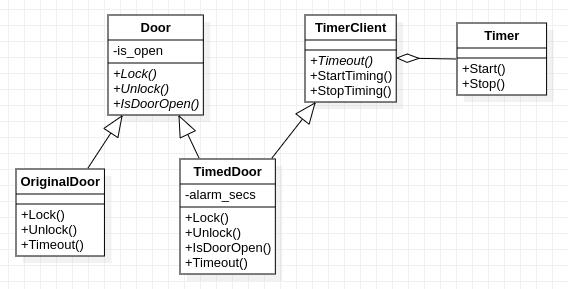 Door
-is_open
+Lock()
+Unlock()
+IsDoorOpen()
TimerClient
+Timeout()
+StartTiming()
+StopTiming()
Timer
+Start()
+Stop()
OriginalDoor
+Lock()
+Unlock()
+Timeout()
TimedDoor
-alarm_secs
+Lock()
+Unlock()
+IsDoorOpen()
+Timeout()